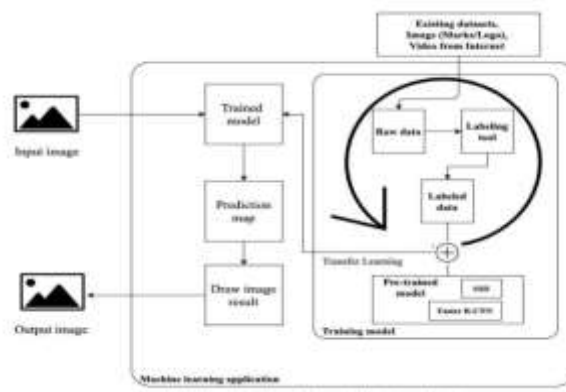 Existing datasets,
Image (Marks/Logo),
Video from Internet
Trained
model
Raw data
Labeling
tool
Input image
Labeled
data
Prediction
map
Transfer Learning
Pre-trained
model
SSD
Faster R-CNN
Draw image
result
Output image
Training model
Machine learning application